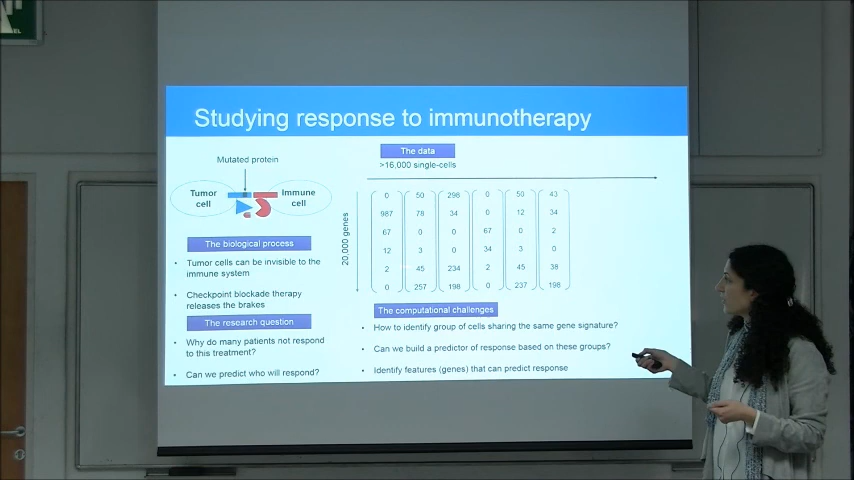 EL
Studying response to immunotherapy
Mutated protein
Tumor
cell
Immune
cell
The biological process
• Tumor cells can be invisible to the
immune system
• Checkpoint blockade therapy
releases the brakes
The research question
• Why do many patients not respond
to this treatment?
• Can we predict who will respond?
The data
>16,000 single-cells
20,000 genes
0 50 298 0 50 43
987 78 34 0 12 34
67 0 0 67 0 2
12 3 0 34 3 0
2 45 234 2 45 38
0 257 198 0 237 198
The computational challenges
• How to identify group of cells sharing the same gene signature?
• Can we build a predictor of response based on these groups?
• Identify features (genes) that can predict response